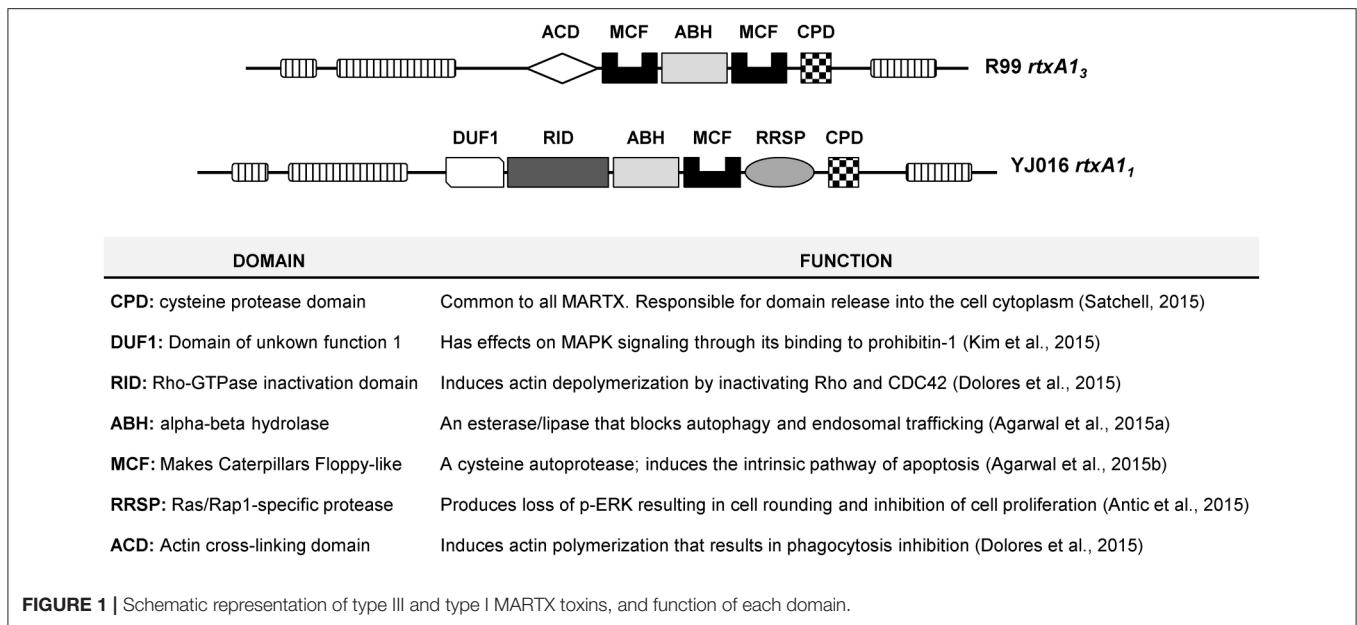 ACD MCF ABH MCF CPD
R99 rtxA1₃
DUF1 RID ABH MCF RRSP CPD
YJ016 rtxA1₁
DOMAIN FUNCTION
CPD: cysteine protease domain Common to all MARTX. Responsible for domain release into the cell cytoplasm (Satchell, 2015)
DUF1: Domain of unkown function 1 Has effects on MAPK signaling through its binding to prohibitin-1 (Kim et al., 2015)
RID: Rho-GTPase inactivation domain Induces actin depolymerization by inactivating Rho and CDC42 (Dolores et al., 2015)
ABH: alpha-beta hydrolase An esterase/lipase that blocks autophagy and endosomal trafficking (Agarwal et al., 2015a)
MCF: Makes Caterpillars Floppy-like A cysteine autoprotease; induces the intrinsic pathway of apoptosis (Agarwal et al., 2015b)
RRSP: Ras/Rap1-specific protease Produces loss of p-ERK resulting in cell rounding and inhibition of cell proliferation (Antic et al., 2015)
ACD: Actin cross-linking domain Induces actin polymerization that results in phagocytosis inhibition (Dolores et al., 2015)
FIGURE 1 | Schematic representation of type III and type I MARTX toxins, and function of each domain.